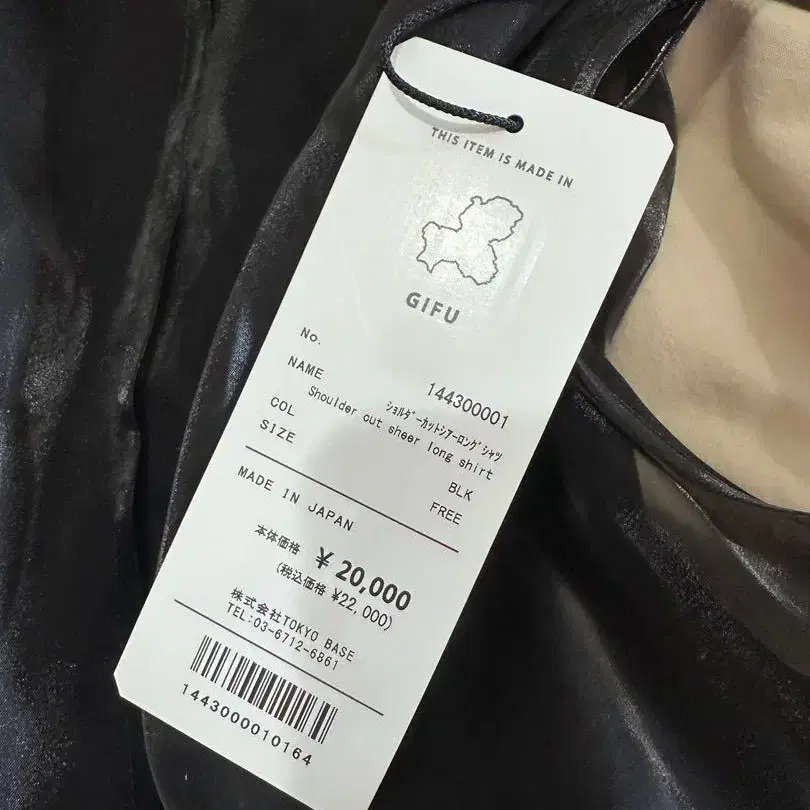 THIS ITEM IS MADE IN
GIFU
No. 144300001
NAME ｼｮﾙﾀﾞｰｶｯﾄｼｱｰﾛﾝｸﾞｼｬﾂ
Shoulder cut sheer long shirt
COL BLK
SIZE FREE
MADE IN JAPAN
本体価格 ¥ 20,000
(税込価格 ¥22,000)
株式会社TOKYO BASE
TEL:03-6712-6861
1443000010164